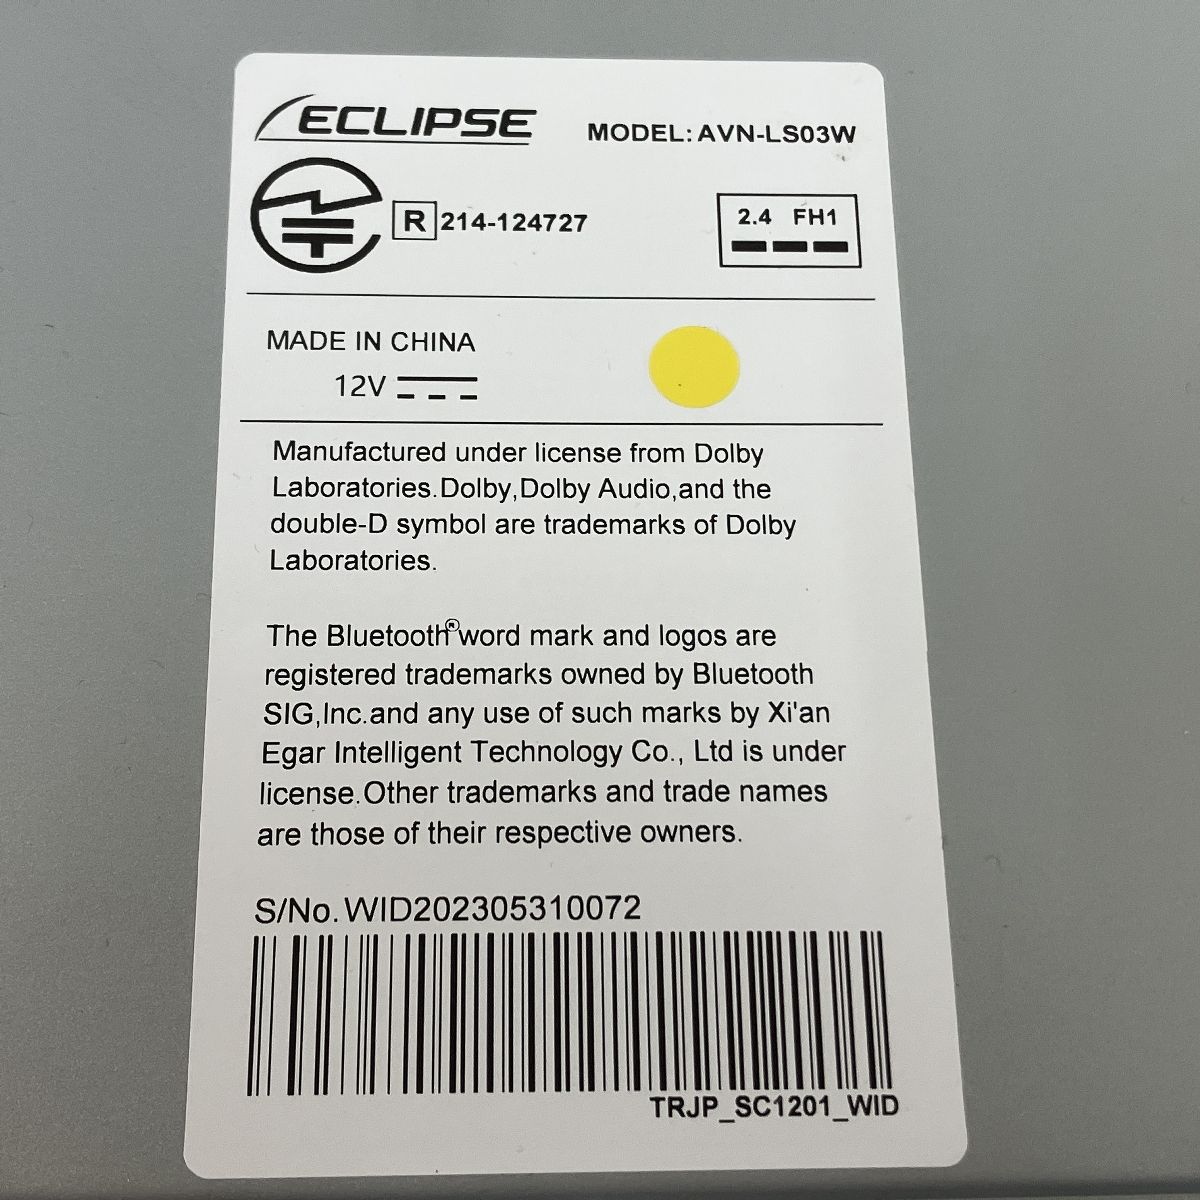 ECLIPSE
MODEL: AVN-LS03W
R 214-124727
2.4 FH1
MADE IN CHINA
12V
Manufactured under license from Dolby
Laboratories.Dolby,Dolby Audio,and the
double-D symbol are trademarks of Dolby
Laboratories.
The Bluetooth®word mark and logos are
registered trademarks owned by Bluetooth
SIG,Inc.and any use of such marks by Xi'an
Egar Intelligent Technology Co., Ltd is under
license.Other trademarks and trade names
are those of their respective owners.
S/No. WID202305310072
TRJP_SC1201_WID